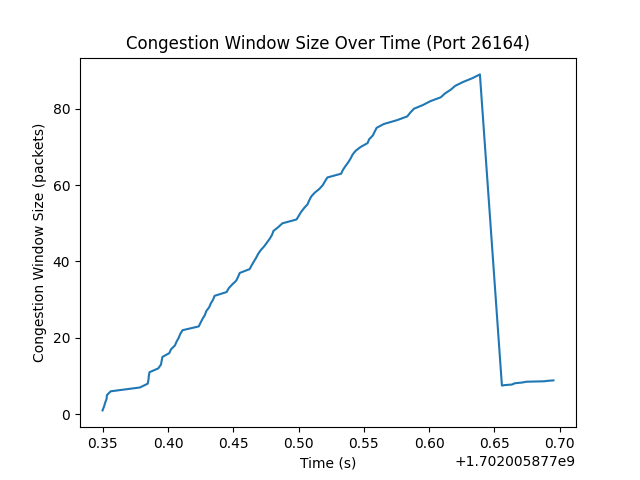 Congestion Window Size Over Time (Port 26164)
Congestion Window Size (packets)
80
60
40
20
0
0.35 0.40 0.45 0.50 0.55 0.60 0.65 0.70
Time (s)
+1.702005877e9